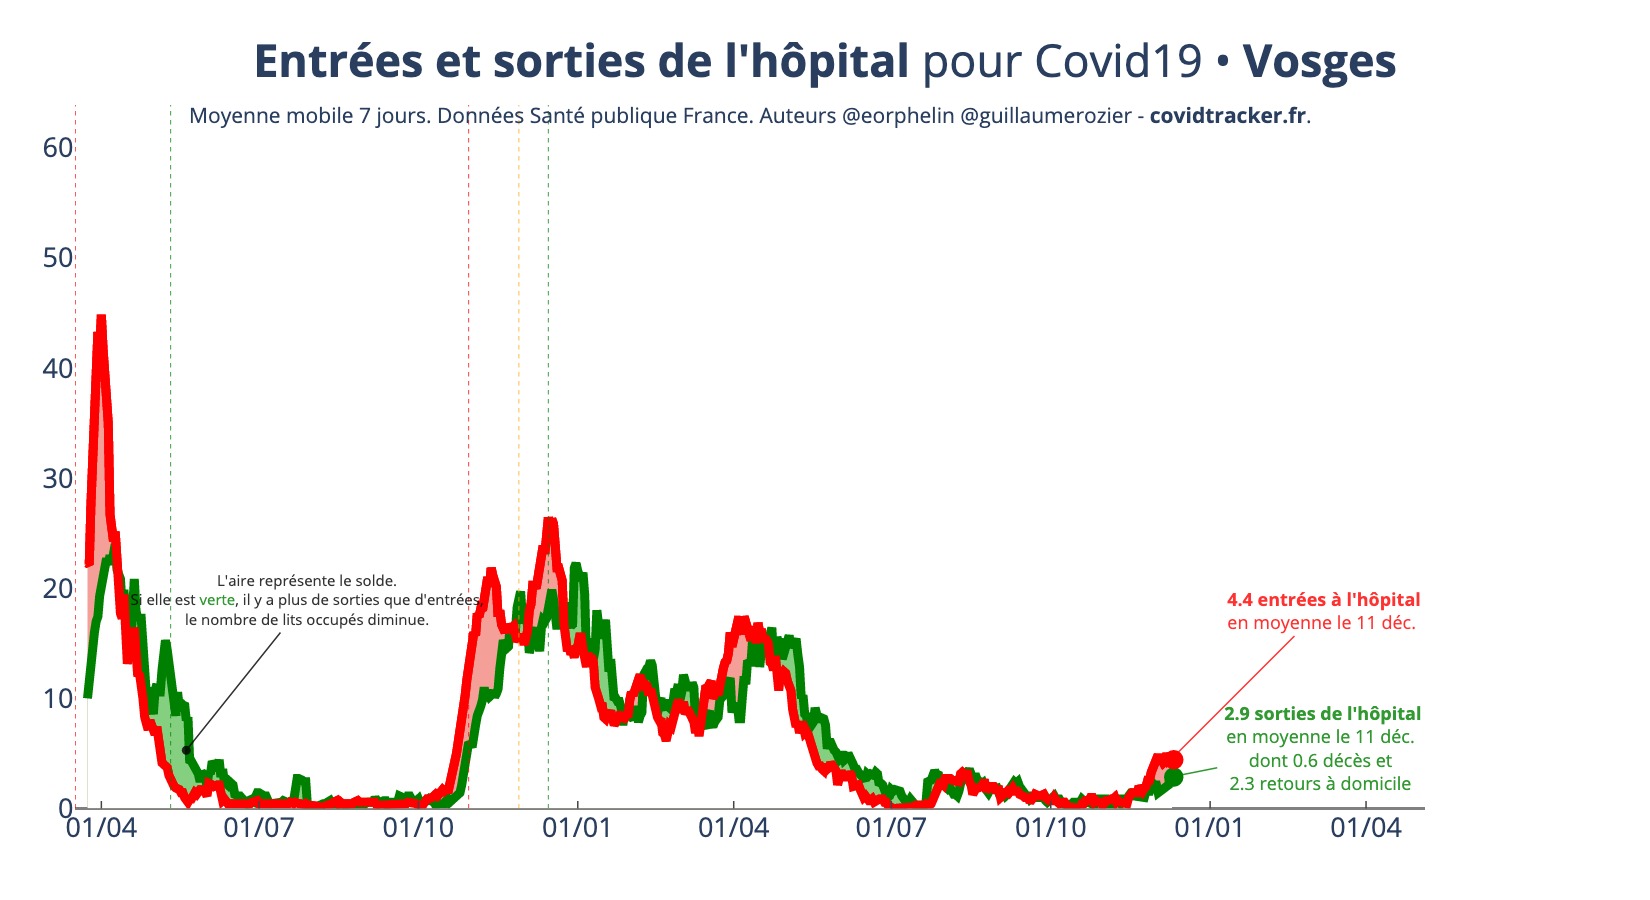 Entrées et sorties de l'hôpital pour Covid19 • Vosges
Moyenne mobile 7 jours. Données Santé publique France. Auteurs @eorphelin @guillaumerozier - covidtracker.fr.
60
50
40
30
20
10
0
L'aire représente le solde.
Si elle est verte, il y a plus de sorties que d'entrées,
le nombre de lits occupés diminue.
4.4 entrées à l'hôpital
en moyenne le 11 déc.
2.9 sorties de l'hôpital
en moyenne le 11 déc.
dont 0.6 décès et
2.3 retours à domicile
01/04 01/07 01/10 01/01 01/04 01/07 01/10 01/01 01/04